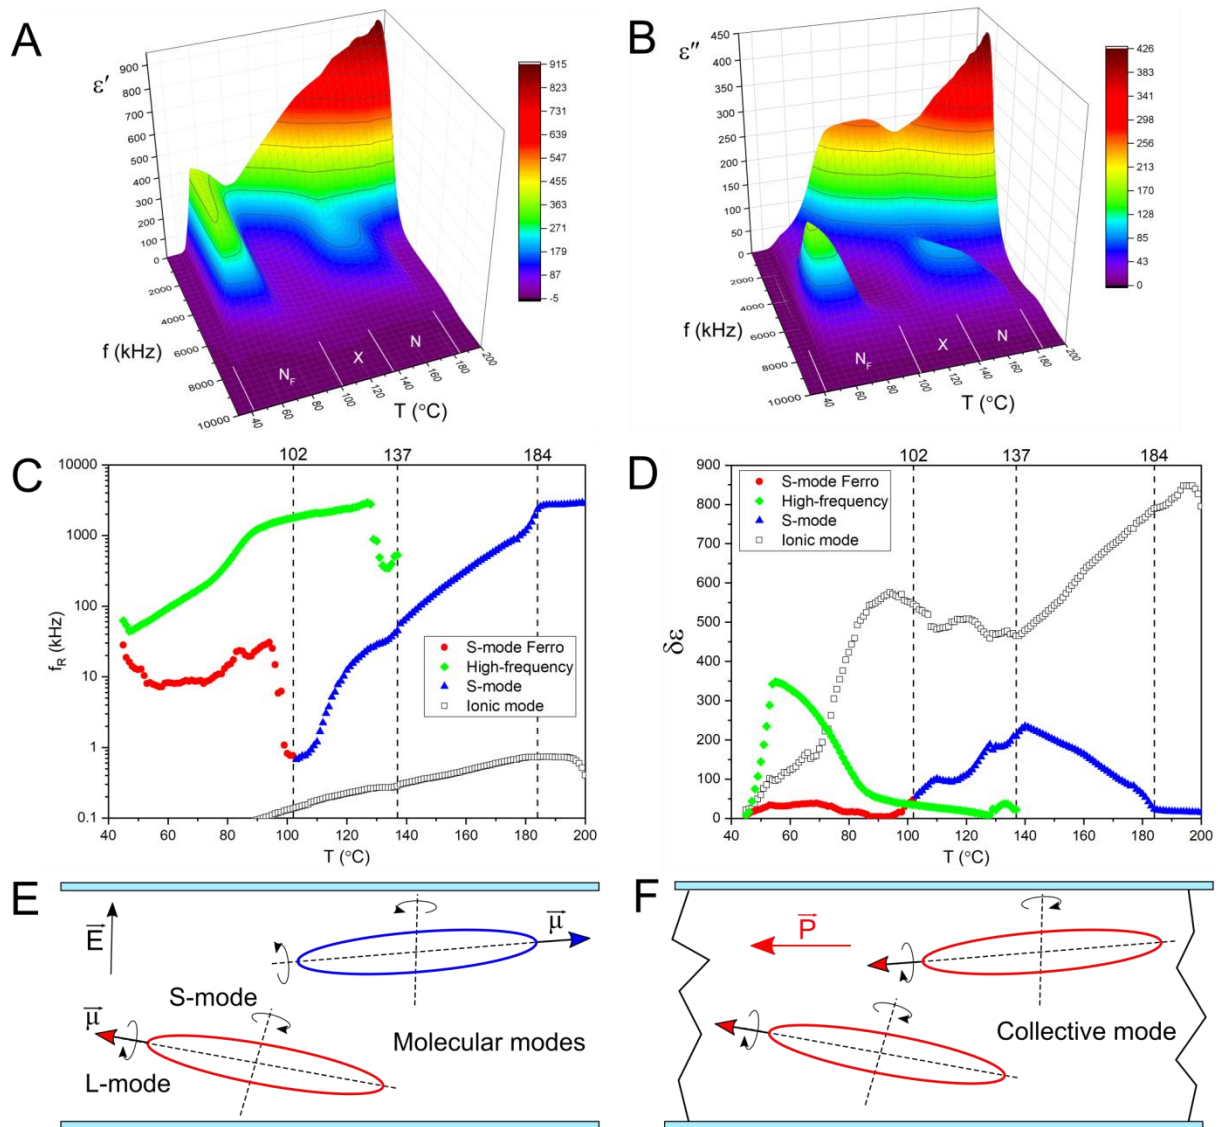 A
ε′
900
800
700
600
500
400
300
200
100
0
2000
4000
6000
8000
10000
f (kHz)
N_F
X
N
40
60
80
100
120
140
160
180
200
T (°C)
915
823
731
639
547
455
363
271
179
87
-5
B
ε″
450
400
350
300
250
200
150
100
50
0
2000
4000
6000
8000
10000
f (kHz)
N_F
X
N
40
60
80
100
120
140
160
180
200
T (°C)
426
383
341
298
256
213
170
128
85
43
0
C
102 137 184
10000
1000
100
10
1
0.1
f_R (kHz)
S-mode Ferro
High-frequency
S-mode
Ionic mode
40 60 80 100 120 140 160 180 200
T (°C)
D
102 137 184
900
800
700
600
500
400
300
200
100
0
δε
S-mode Ferro
High-frequency
S-mode
Ionic mode
40 60 80 100 120 140 160 180 200
T (°C)
E
E
μ
S-mode
μ
L-mode
Molecular modes
F
P
Collective mode